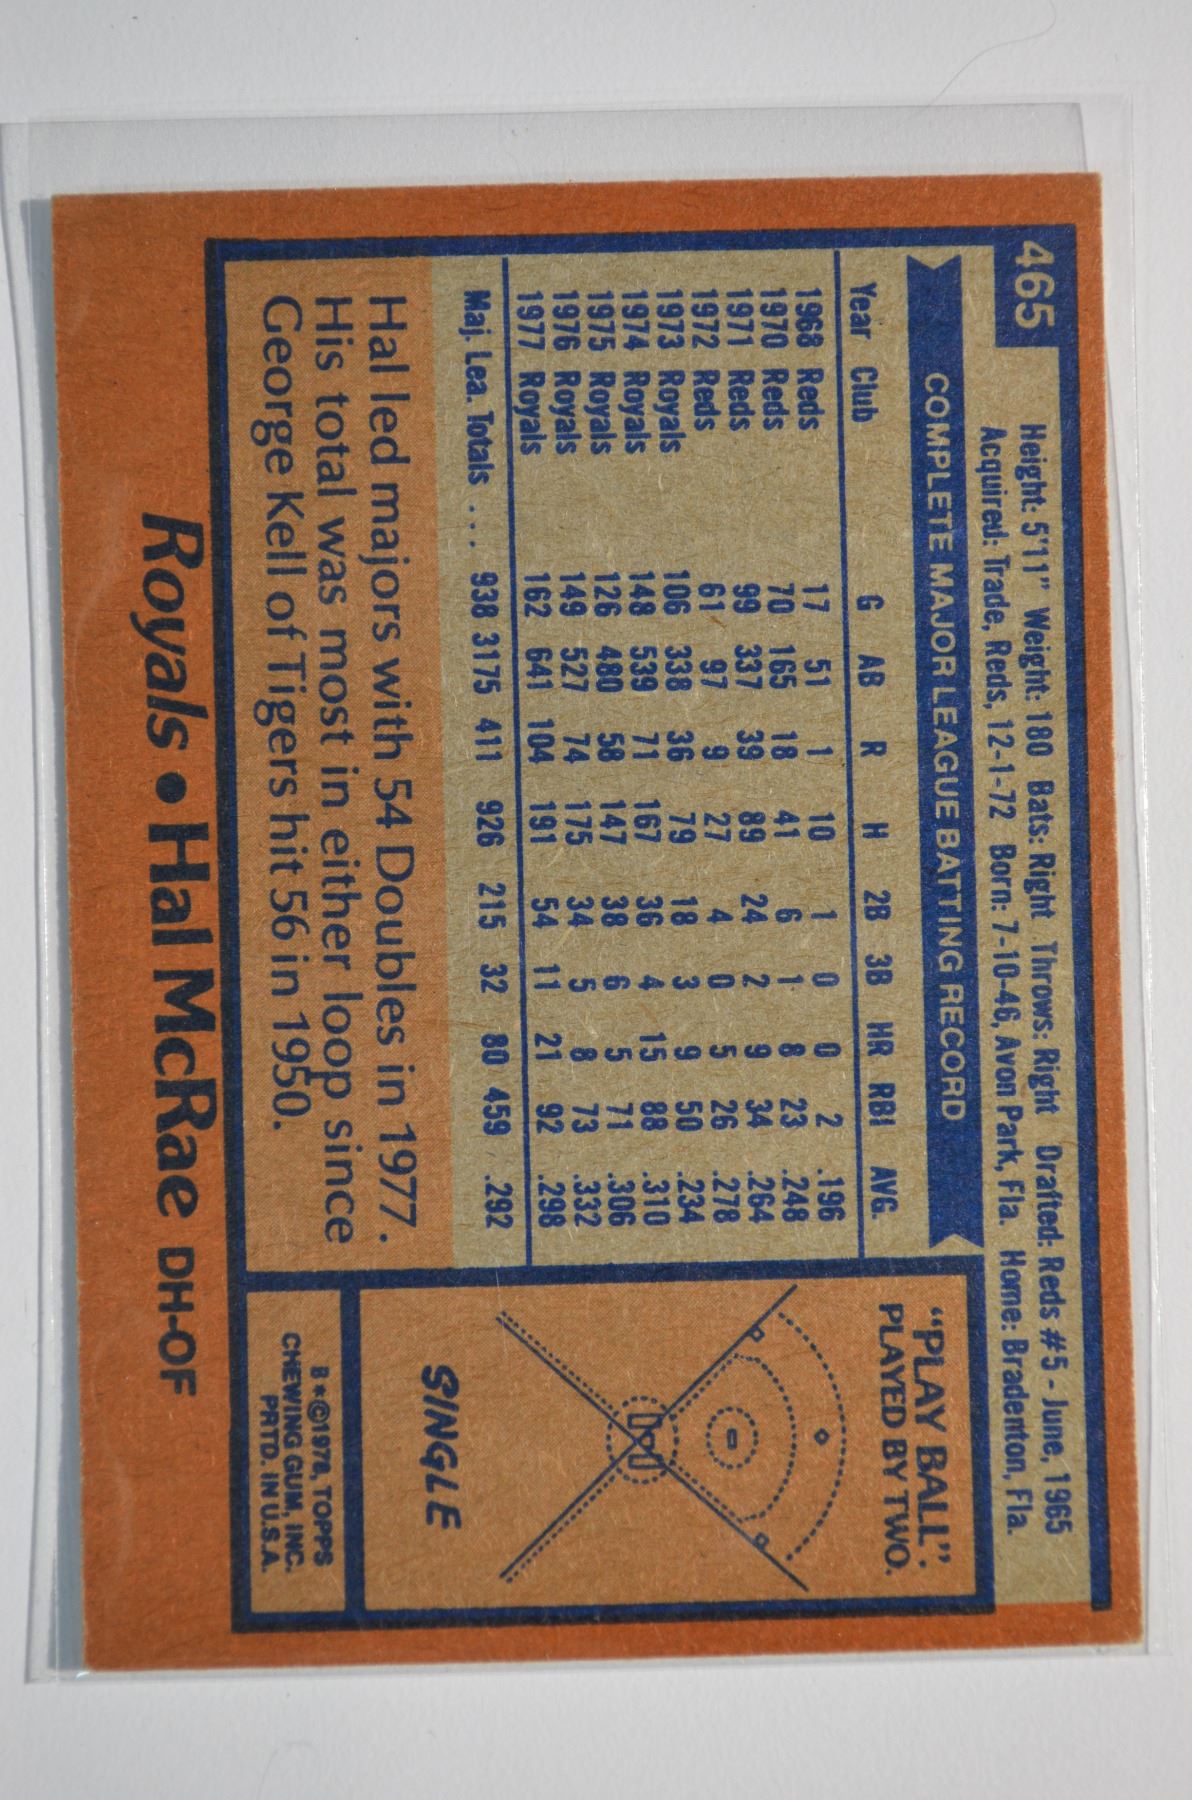 465
Height: 5'11" Weight: 180 Bats: Right Throws: Right Drafted: Reds #5 - June, 1965
Acquired: Trade, Reds, 12-1-72 Born: 7-10-46, Avon Park, Fla. Home: Bradenton, Fla.
COMPLETE MAJOR LEAGUE BATTING RECORD
Year Club G AB R H 2B 3B HR RBI AVG.
1968 Reds 17 51 1 10 1 0 0 2 .196
1970 Reds 70 165 18 41 6 1 8 23 .248
1971 Reds 99 337 39 89 24 2 9 34 .264
1972 Reds 61 97 9 27 4 0 5 26 .278
1973 Royals 106 338 36 79 18 3 9 50 .234
1974 Royals 148 539 71 167 36 4 15 88 .310
1975 Royals 126 480 58 147 38 6 5 71 .306
1976 Royals 149 527 74 175 34 5 8 73 .332
1977 Royals 162 641 104 191 54 11 21 92 .298
Maj. Lea. Totals .... 938 3175 411 926 215 32 80 459 .292
Hal led majors with 54 Doubles in 1977.
His total was most in either loop since
George Kell of Tigers hit 56 in 1950.
"PLAY BALL":
PLAYED BY TWO.
SINGLE
B*©1978, TOPPS
CHEWING GUM, INC.
PRTD. IN U.S.A.
Royals • Hal McRae DH-OF